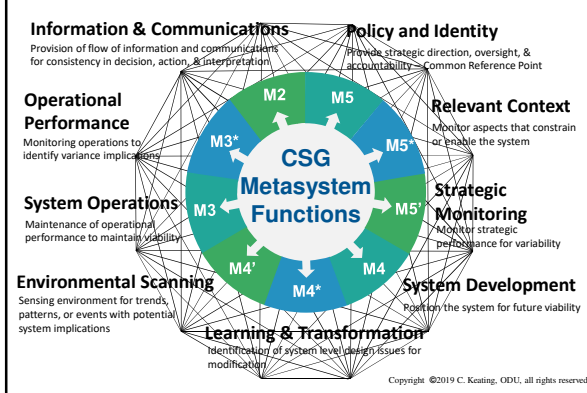 Information & Communications
Provision of flow of information and communications
for consistency in decision, action, & interpretation
Policy and Identity
Provide strategic direction, oversight, &
accountability – Common Reference Point
Operational
Performance
Monitoring operations to
identify variance implications
Relevant Context
Monitor aspects that constrain
or enable the system
System Operations
Maintenance of operational
performance to maintain viability
Strategic
Monitoring
Monitor strategic
performance for variability
Environmental Scanning
Sensing environment for trends,
patterns, or events with potential
system implications
System Development
Position the system for future viability
Learning & Transformation
Identification of system level design issues for
modification
M2
M5
M3*
M5*
M3
M5'
M4'
M4
M4*
CSG
Metasystem
Functions
Copyright ©2019 C. Keating, ODU, all rights reserved